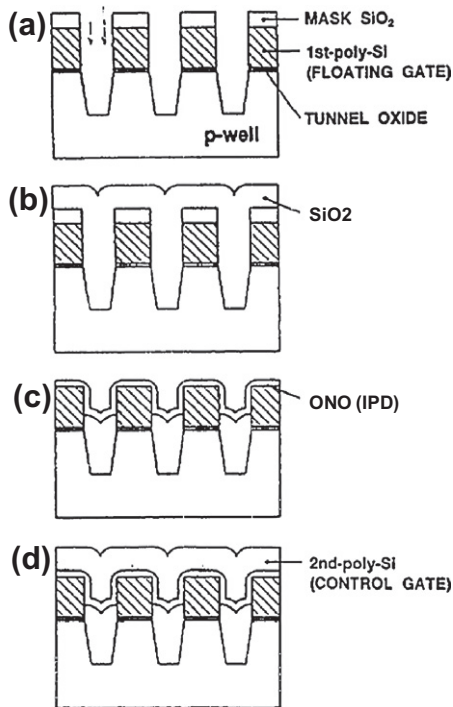 (a)
MASK SiO₂
1st-poly-Si
(FLOATING GATE)
TUNNEL OXIDE
p-well
(b)
SiO2
(c)
ONO (IPD)
(d)
2nd-poly-Si
(CONTROL GATE)